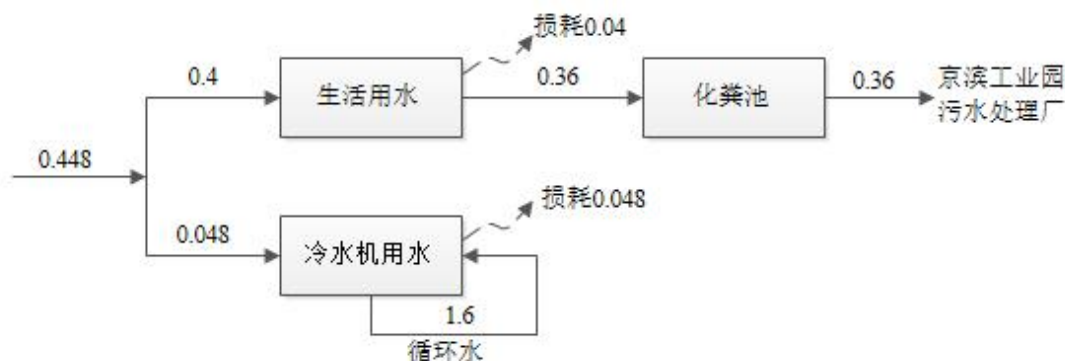 损耗0.04
0.4
生活用水
0.36
化粪池
0.36
京滨工业园
污水处理厂
0.448
损耗0.048
0.048
冷水机用水
1.6
循环水